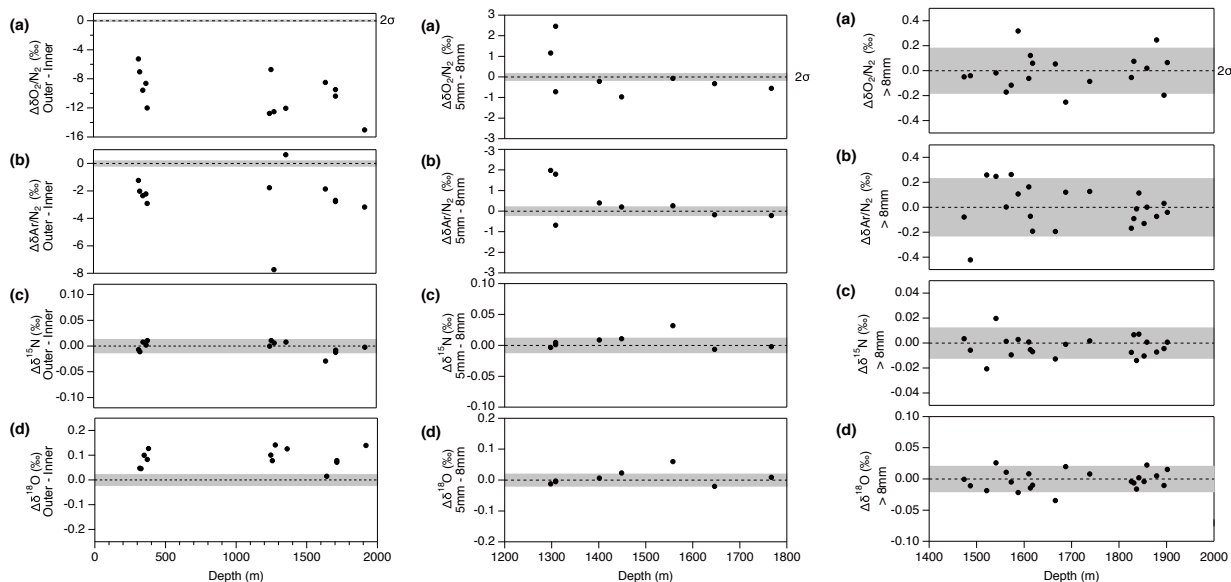 (a)
ΔδO₂/N₂ (‰)
Outer - Inner
0
-4
-8
-12
-16
2σ
(b)
ΔδAr/N₂ (‰)
Outer - Inner
0
-2
-4
-6
-8
(c)
Δδ¹⁵N (‰)
Outer - Inner
0.10
0.05
0.00
-0.05
-0.10
(d)
Δδ¹⁸O (‰)
Outer - Inner
0.2
0.1
0.0
-0.1
-0.2
0 500 1000 1500 2000
Depth (m)
(a)
ΔδO₂/N₂ (‰)
5mm - 8mm
3
2
1
0
-1
-2
-3
2σ
(b)
ΔδAr/N₂ (‰)
5mm - 8mm
-3
2
1
0
-1
-2
-3
(c)
Δδ¹⁵N (‰)
5mm - 8mm
0.10
0.05
0.00
-0.05
-0.10
(d)
Δδ¹⁸O (‰)
5mm - 8mm
0.2
0.1
0.0
-0.1
-0.2
1200 1300 1400 1500 1600 1700 1800
Depth (m)
(a)
ΔδO₂/N₂ (‰)
> 8mm
0.4
0.2
0.0
-0.2
-0.4
2σ
(b)
ΔδAr/N₂ (‰)
> 8mm
0.4
0.2
0.0
-0.2
-0.4
(c)
Δδ¹⁵N (‰)
> 8mm
0.04
0.02
0.00
-0.02
-0.04
(d)
Δδ¹⁸O (‰)
> 8mm
0.10
0.05
0.00
-0.05
-0.10
1400 1500 1600 1700 1800 1900 2000
Depth (m)